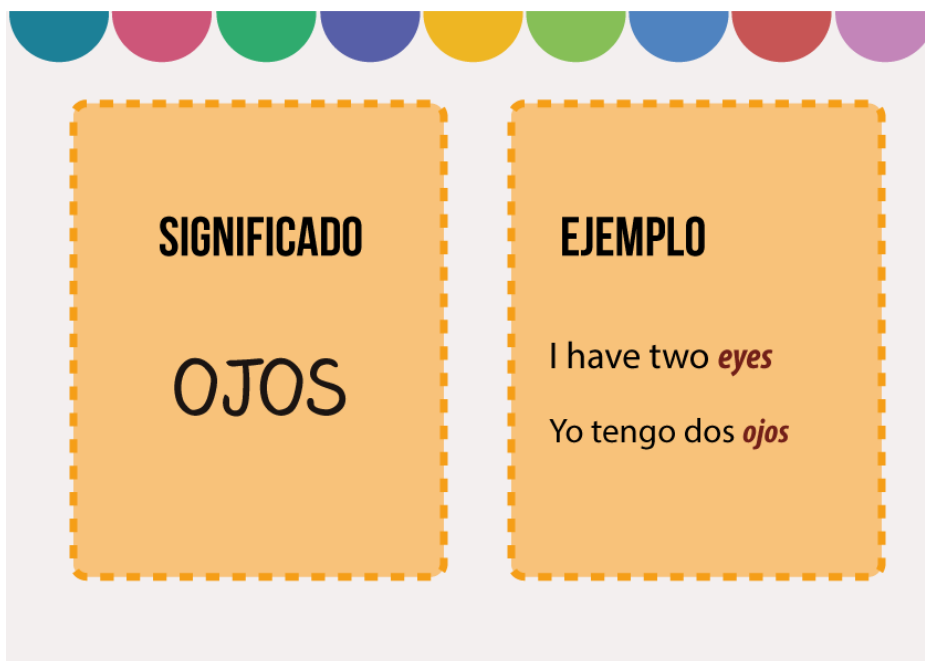 SIGNIFICADO
OJOS
EJEMPLO
I have two eyes
Yo tengo dos ojos